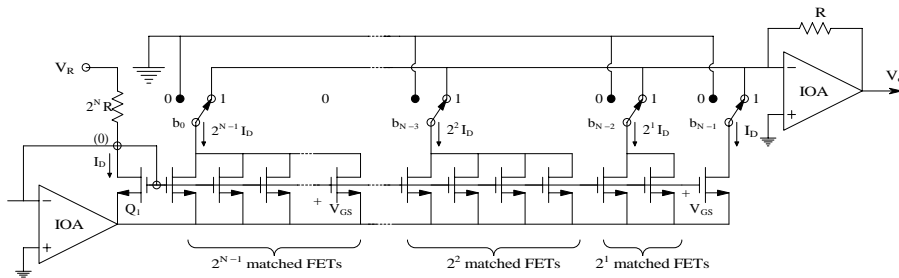 R
V_R
2^N R
0
1
0
0
1
0
1
0
1
IOA
V
b_0
2^{N-1} I_D
b_{N-3}
2^2 I_D
b_{N-2}
2^1 I_D
b_{N-1}
I_D
(0)
I_D
Q_1
+
V_GS
+
V_GS
−
+
IOA
−
+
2^{N-1} matched FETs
2^2 matched FETs
2^1 matched FETs